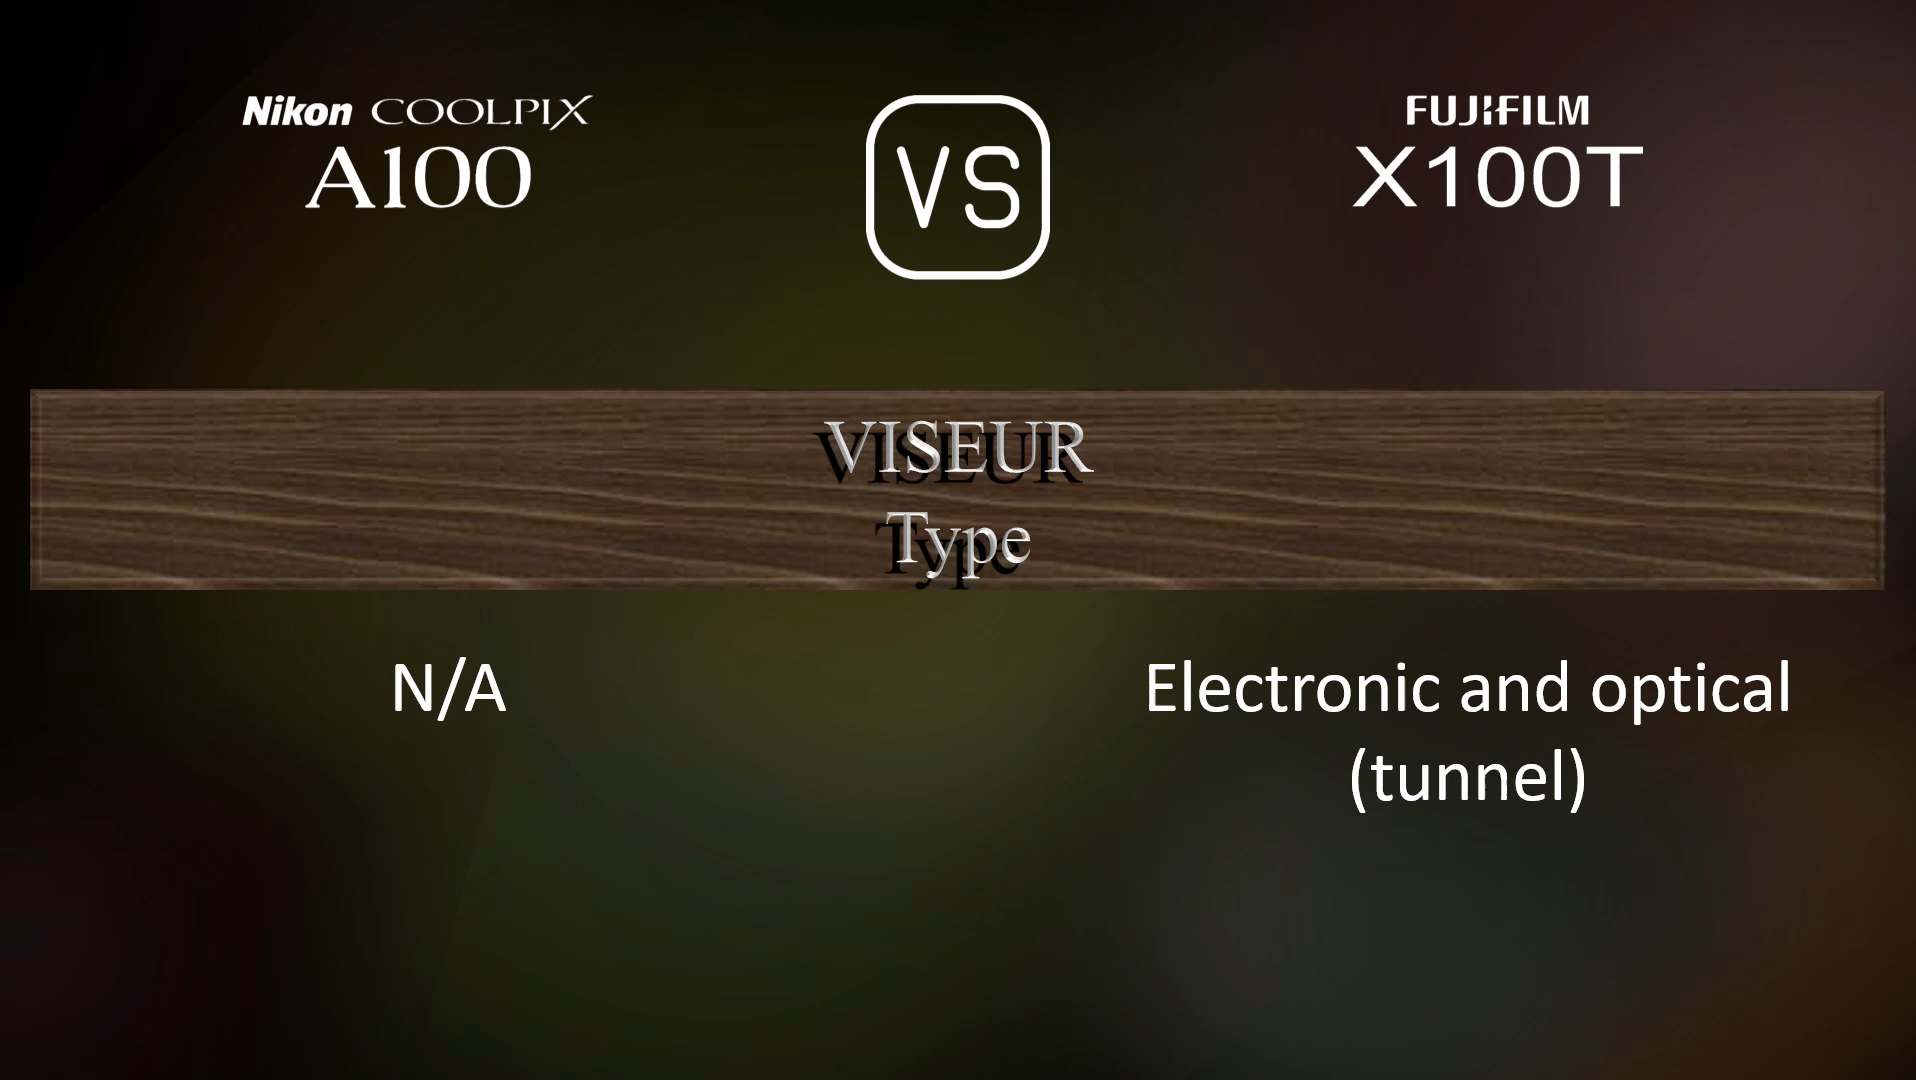 Nikon COOLPIX
A100
VS
FUJIFILM
X100T
VISEUR
Type
N/A
Electronic and optical
(tunnel)